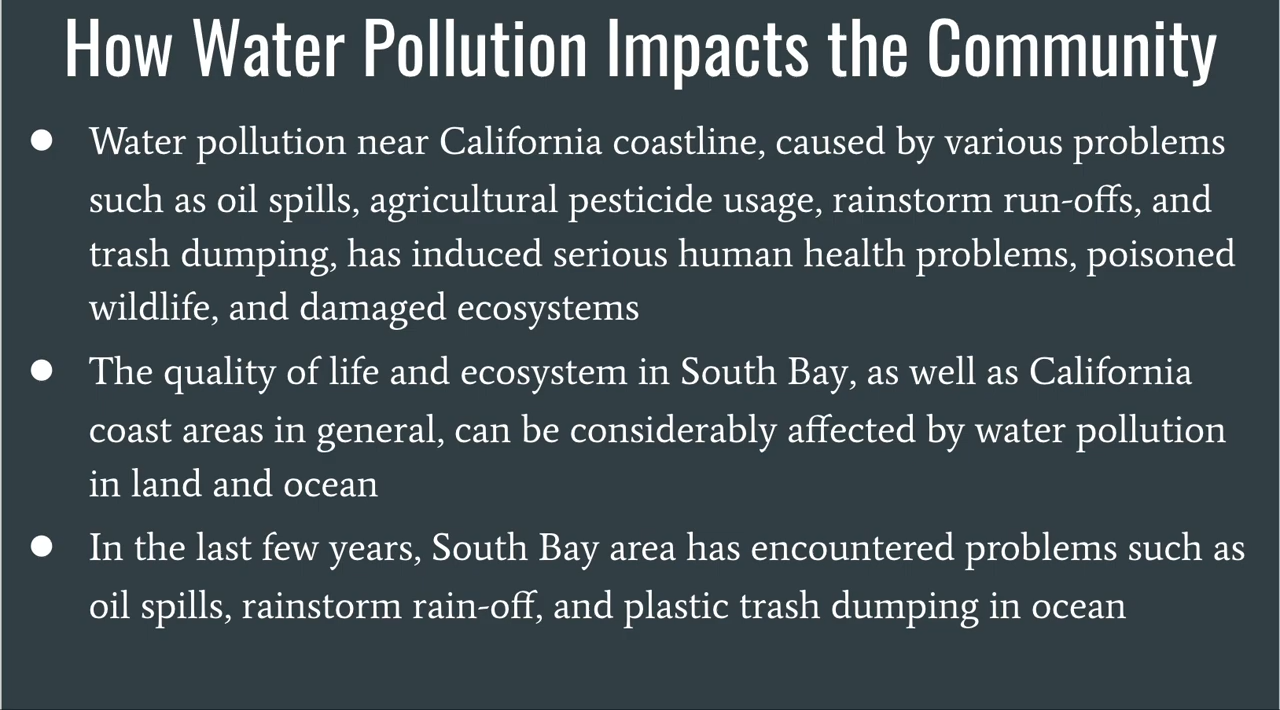 How Water Pollution Impacts the Community
● Water pollution near California coastline, caused by various problems
such as oil spills, agricultural pesticide usage, rainstorm run-offs, and
trash dumping, has induced serious human health problems, poisoned
wildlife, and damaged ecosystems
● The quality of life and ecosystem in South Bay, as well as California
coast areas in general, can be considerably affected by water pollution
in land and ocean
● In the last few years, South Bay area has encountered problems such as
oil spills, rainstorm rain-off, and plastic trash dumping in ocean